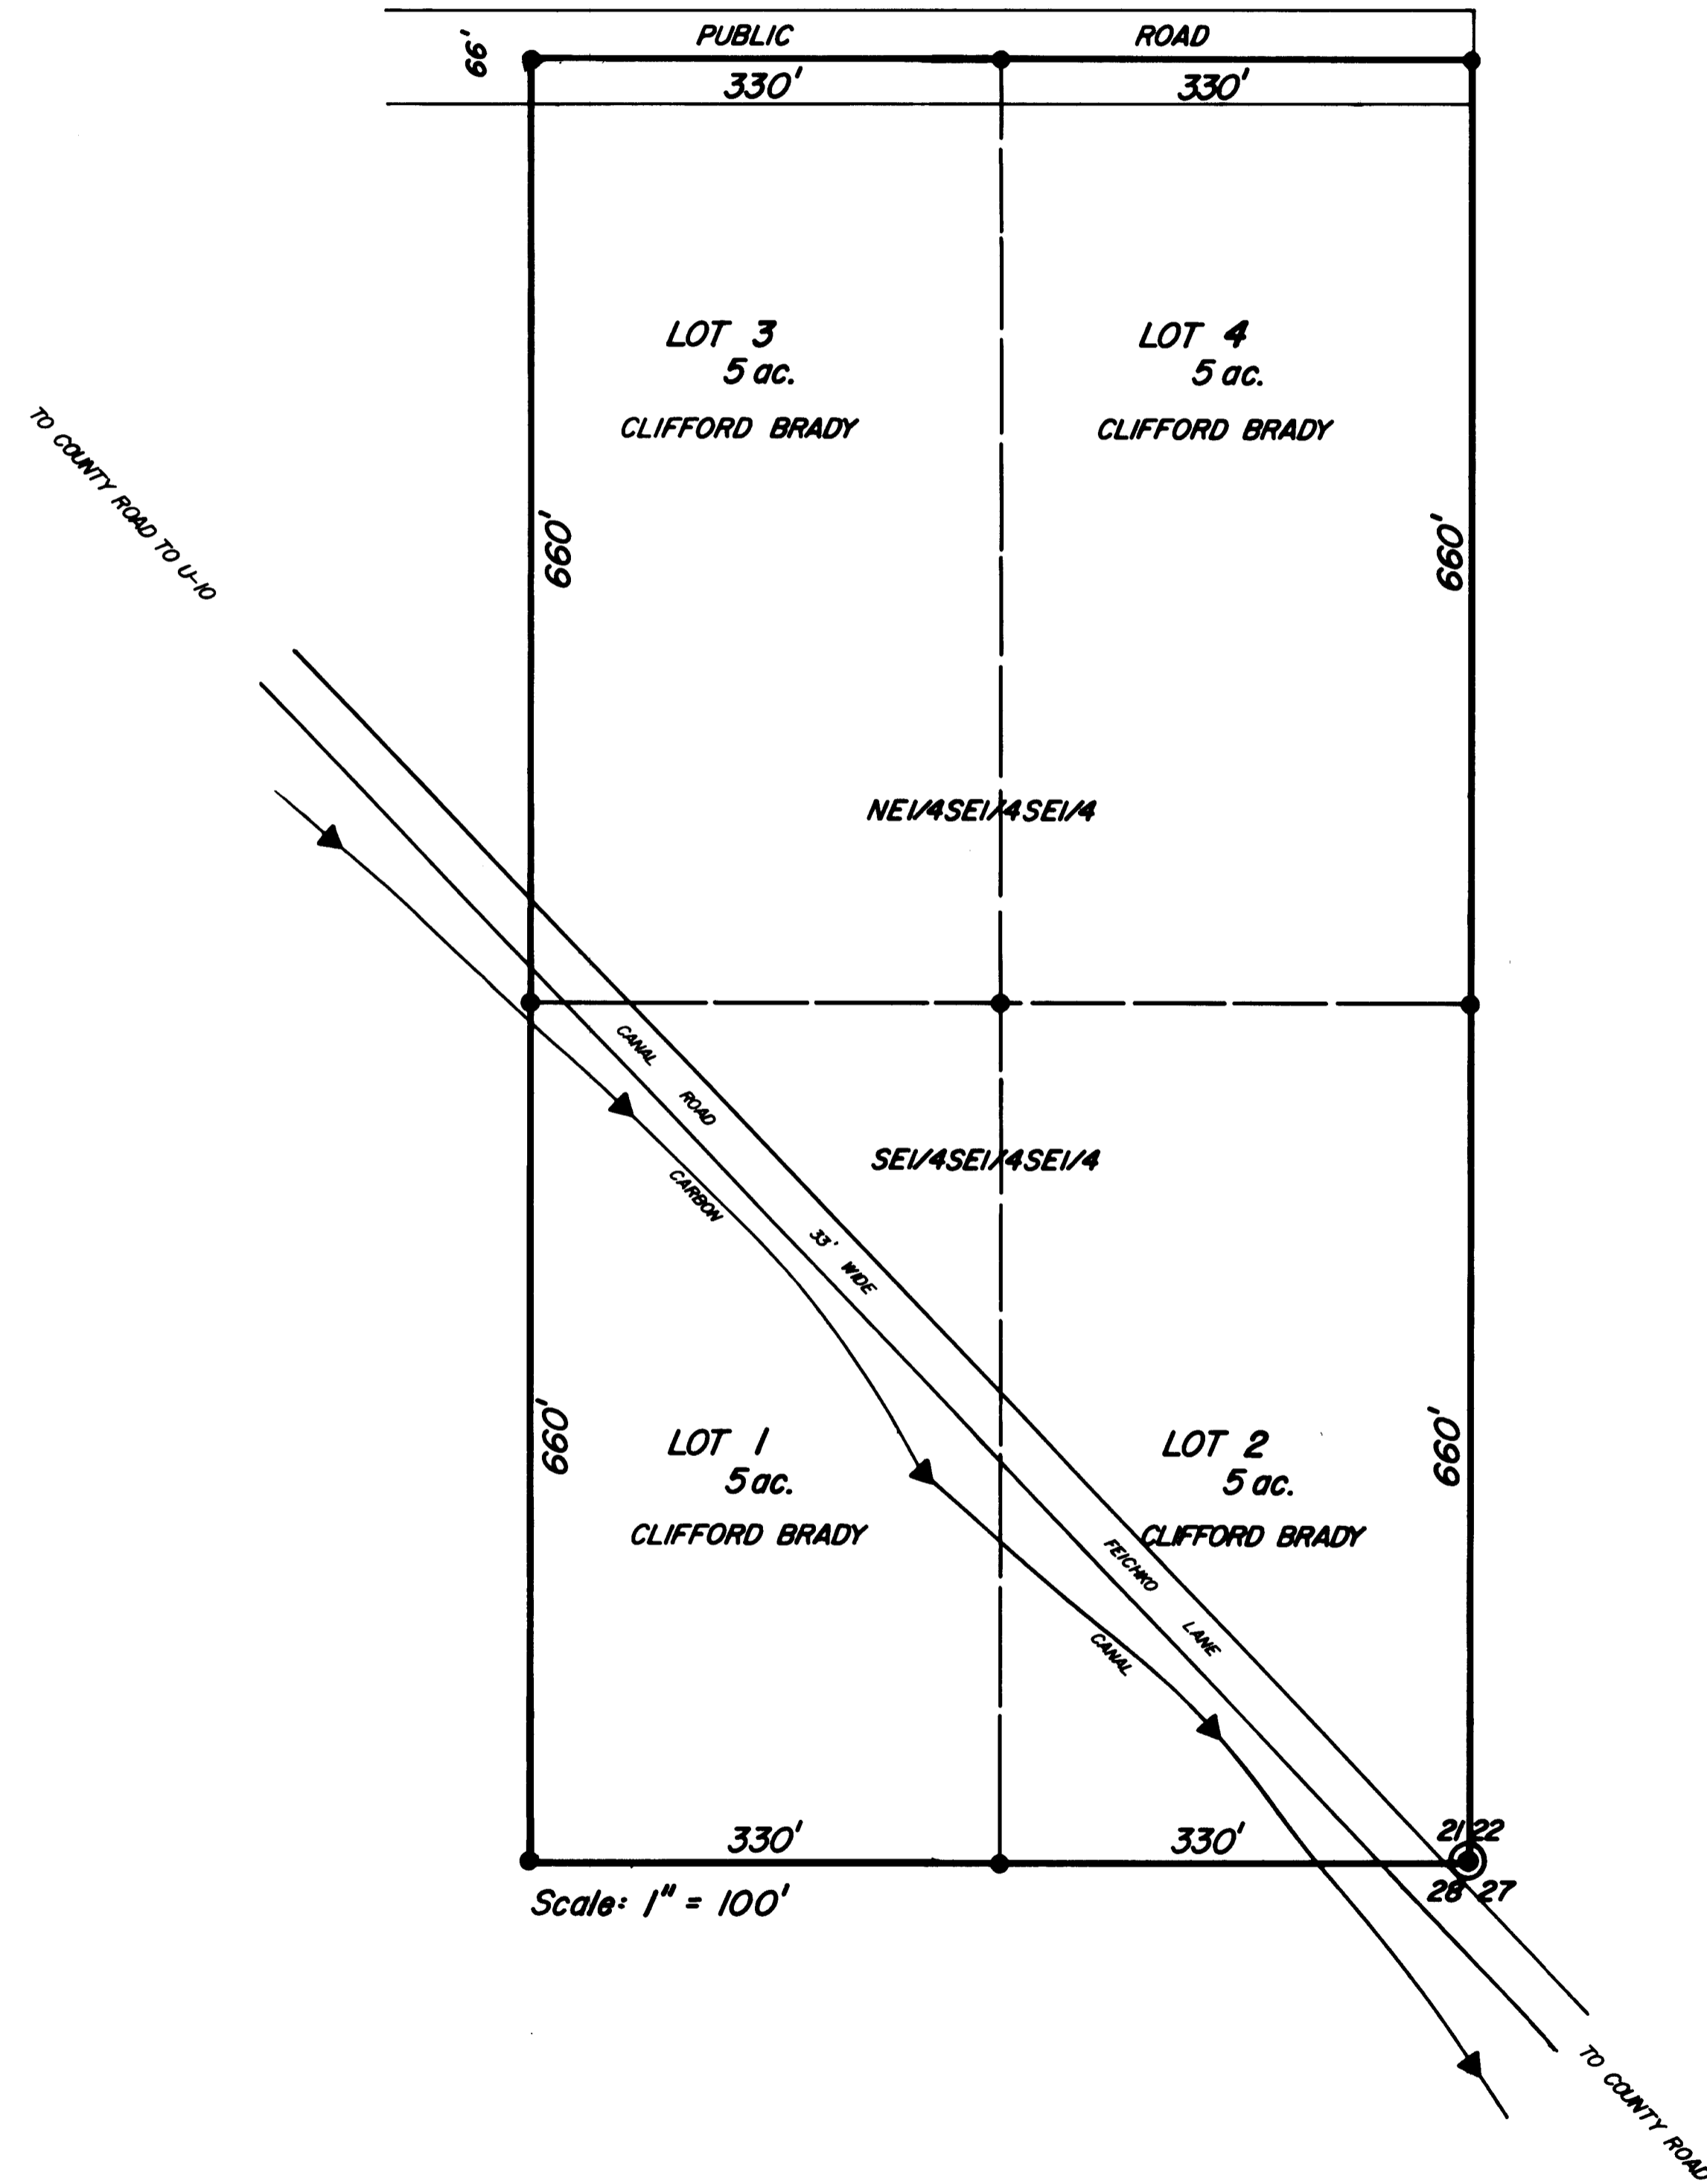 PUBLIC ROAD
66'
330' 330'
LOT 3
5 ac.
CLIFFORD BRADY
LOT 4
5 ac.
CLIFFORD BRADY
TO COUNTY ROAD TO U-10
660'
660'
NE1/4SE1/4SE1/4
CANAL ROAD 33' WIDE FEICHKO LANE
SE1/4SE1/4SE1/4
CARBON CANAL
660'
LOT 1
5 ac.
CLIFFORD BRADY
LOT 2
5 ac.
CLIFFORD BRADY
660'
330' 330'
21 22
28 27
Scale: 1" = 100'
TO COUNTY ROAD